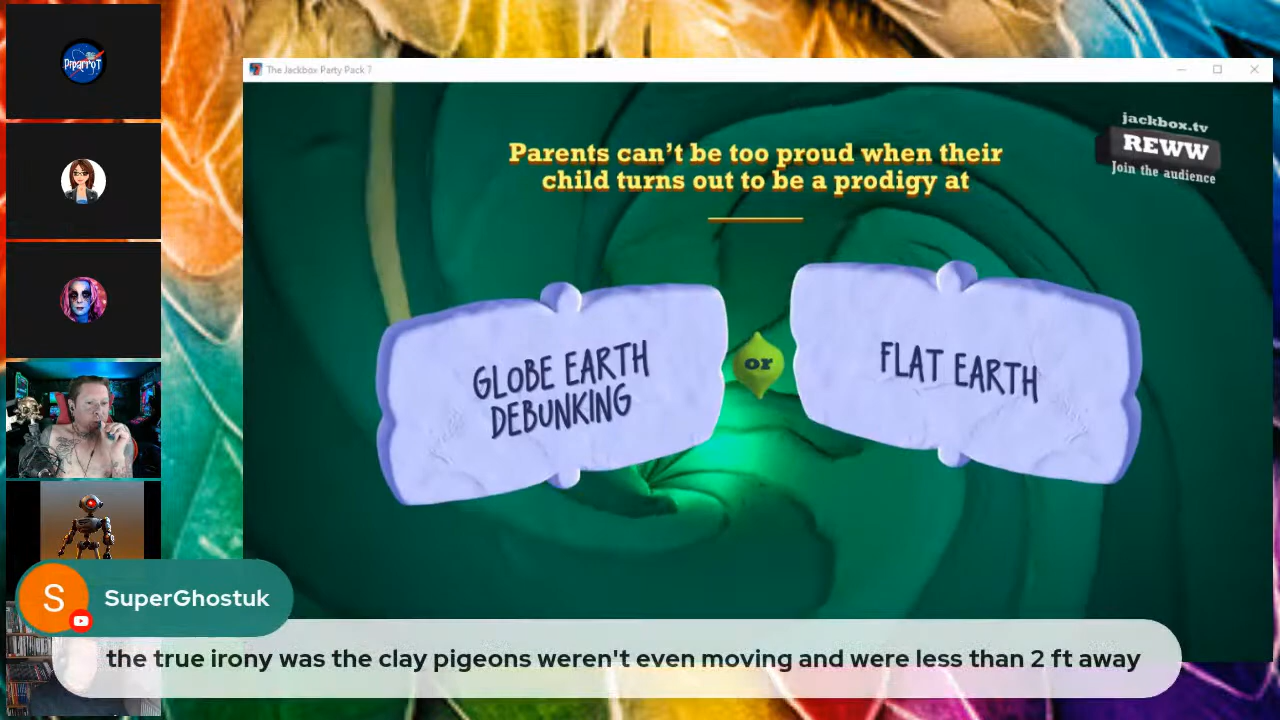 PiparroT
The Jackbox Party Pack 7
jackbox.tv
REWW
Join the audience
Parents can't be too proud when their
child turns out to be a prodigy at
GLOBE EARTH
DEBUNKING
or
FLAT EARTH
S
SuperGhostuk
the true irony was the clay pigeons weren't even moving and were less than 2 ft away